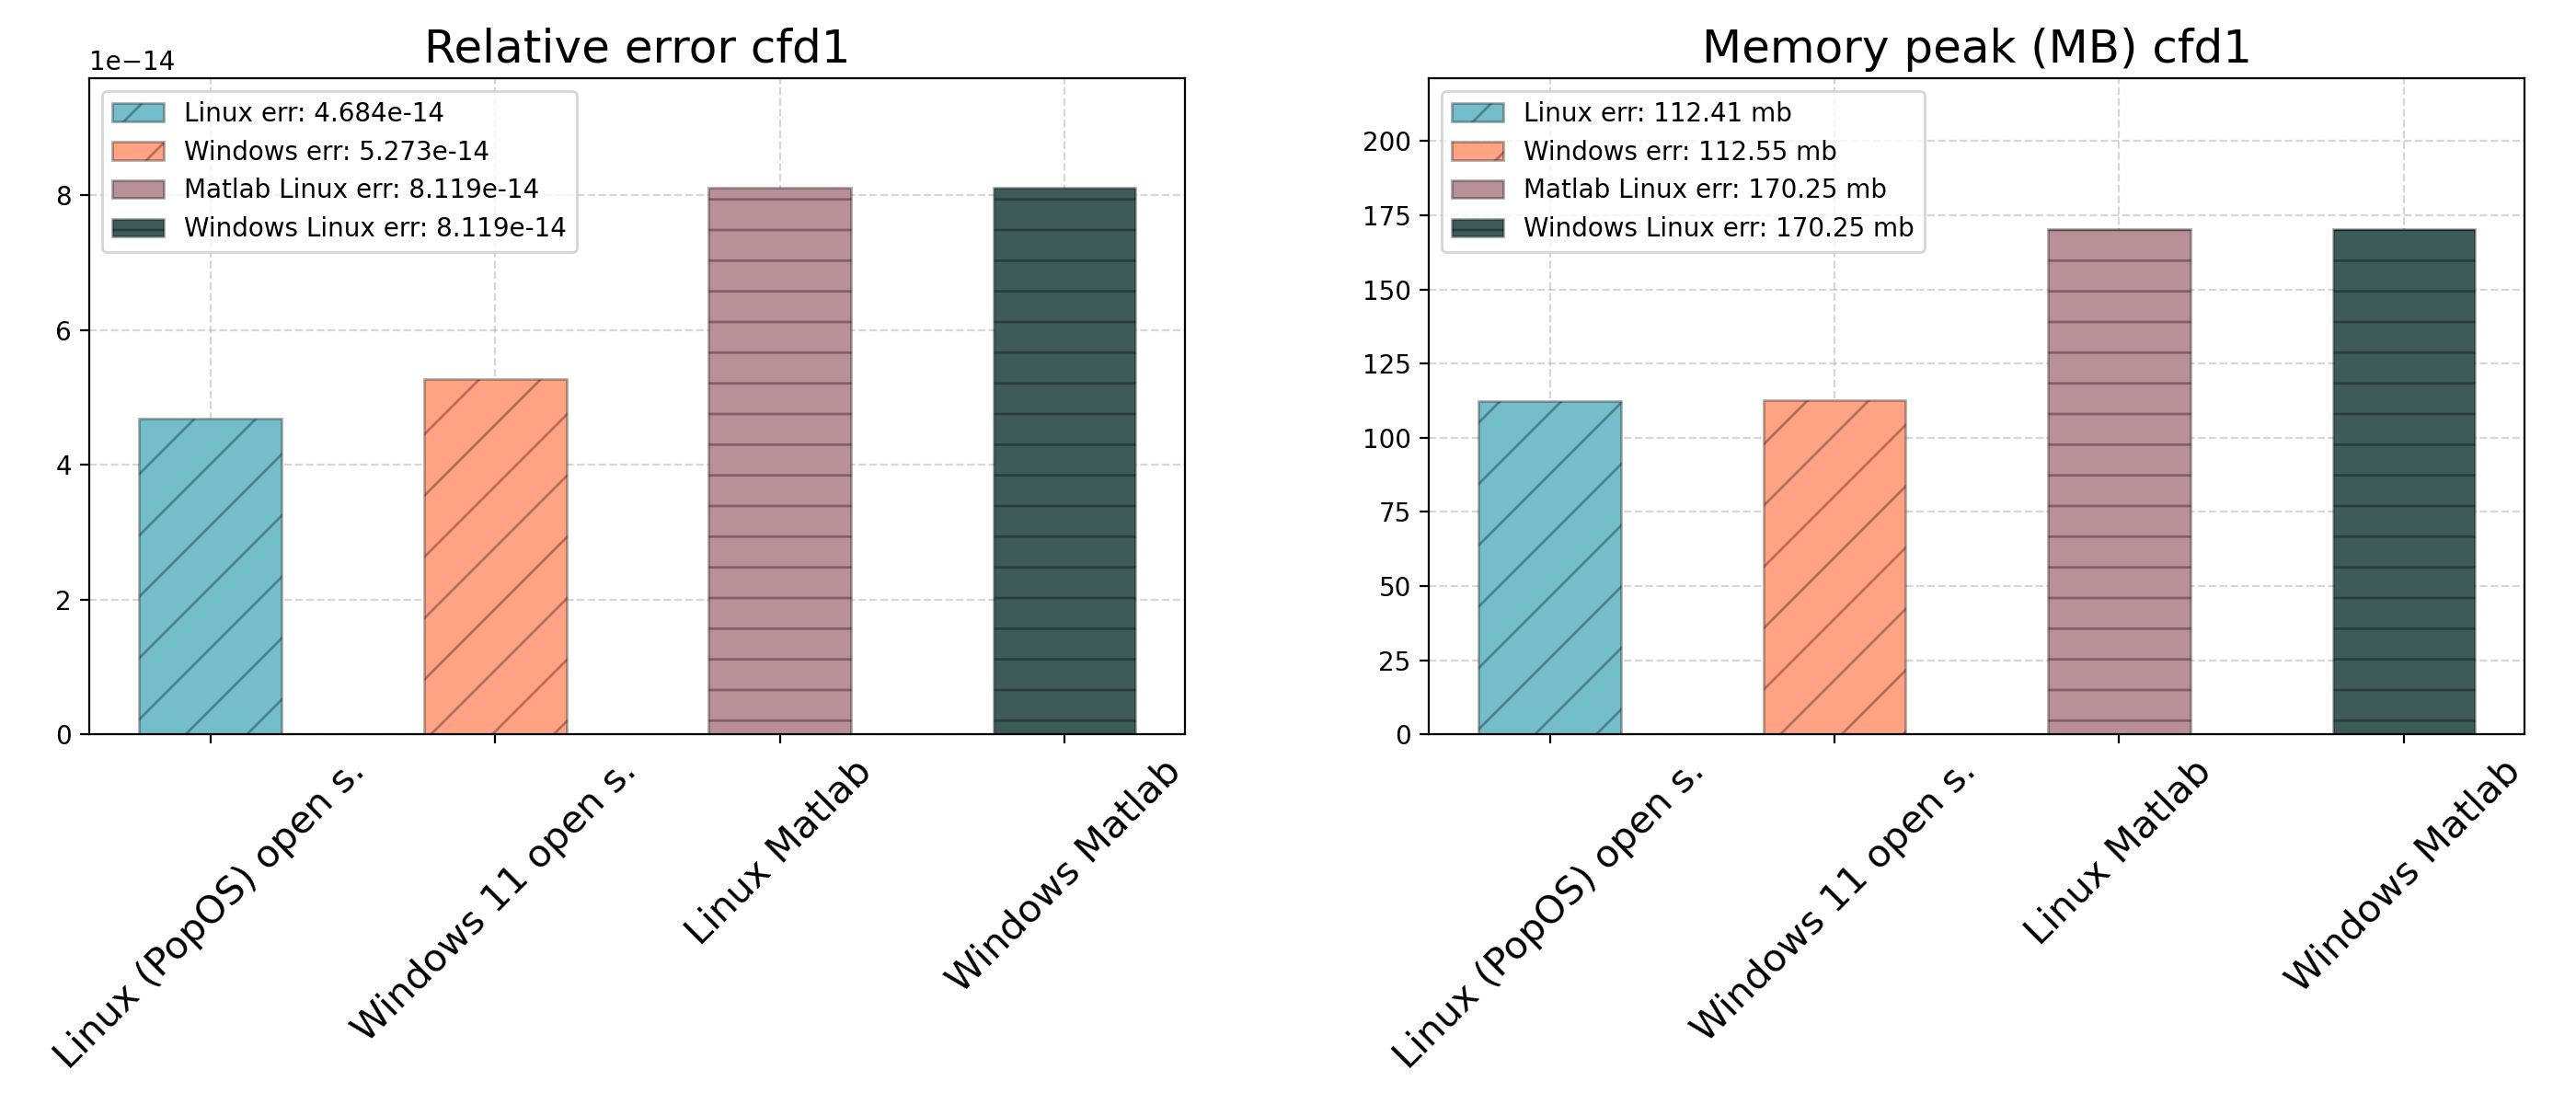 Relative error cfd1
1e−14
Linux err: 4.684e-14
Windows err: 5.273e-14
Matlab Linux err: 8.119e-14
Windows Linux err: 8.119e-14
8
6
4
2
0
Linux (PopOS) open s.
Windows 11 open s.
Linux Matlab
Windows Matlab
Memory peak (MB) cfd1
Linux err: 112.41 mb
Windows err: 112.55 mb
Matlab Linux err: 170.25 mb
Windows Linux err: 170.25 mb
200
175
150
125
100
75
50
25
0
Linux (PopOS) open s.
Windows 11 open s.
Linux Matlab
Windows Matlab